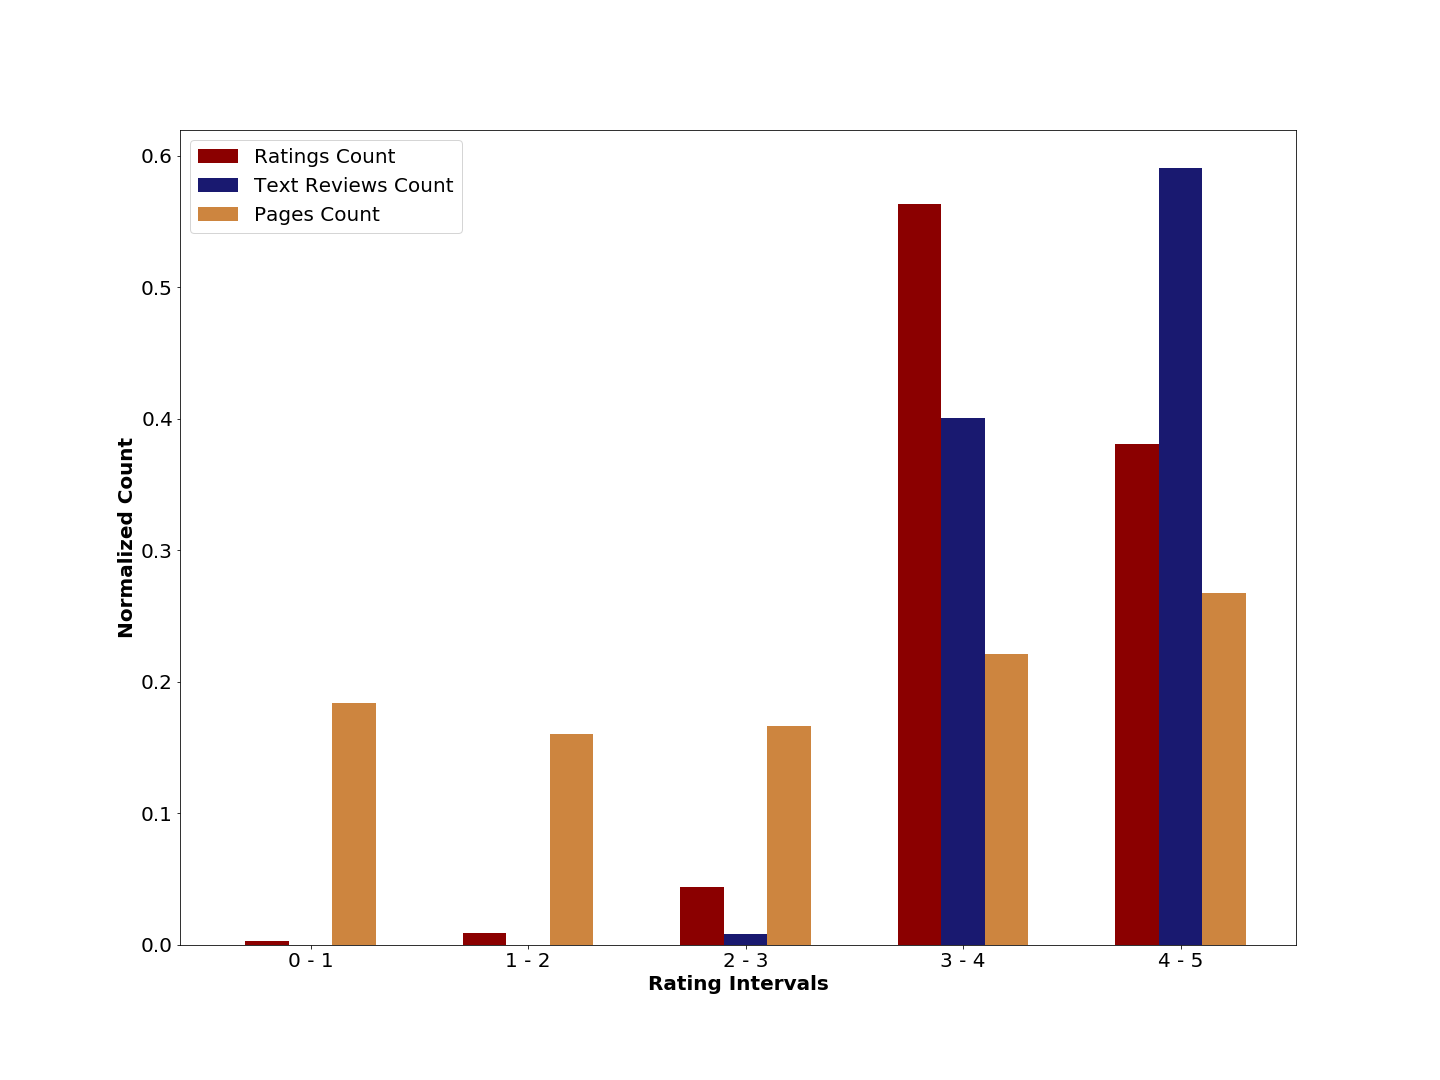 Ratings Count
Text Reviews Count
Pages Count
0.6
0.5
0.4
0.3
0.2
0.1
0.0
Normalized Count
0 - 1
1 - 2
2 - 3
3 - 4
4 - 5
Rating Intervals